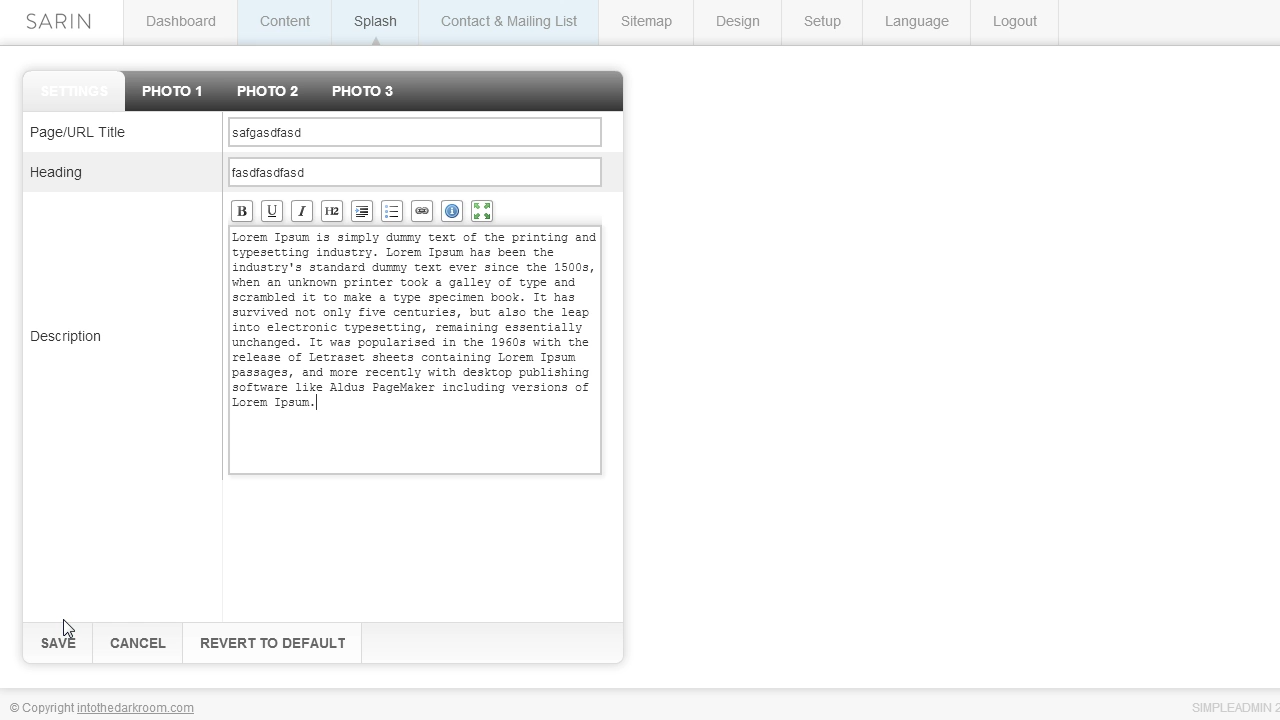 SARIN
Dashboard
Content
Splash
Contact & Mailing List
Sitemap
Design
Setup
Language
Logout
SETTINGS
PHOTO 1
PHOTO 2
PHOTO 3
Page/URL Title
safgasdfasd
Heading
fasdfasdfasd
B
U
I
H2
Description
Lorem Ipsum is simply dummy text of the printing and
typesetting industry. Lorem Ipsum has been the
industry's standard dummy text ever since the 1500s,
when an unknown printer took a galley of type and
scrambled it to make a type specimen book. It has
survived not only five centuries, but also the leap
into electronic typesetting, remaining essentially
unchanged. It was popularised in the 1960s with the
release of Letraset sheets containing Lorem Ipsum
passages, and more recently with desktop publishing
software like Aldus PageMaker including versions of
Lorem Ipsum.
SAVE
CANCEL
REVERT TO DEFAULT
© Copyright intothedarkroom.com
SIMPLEADMIN 2